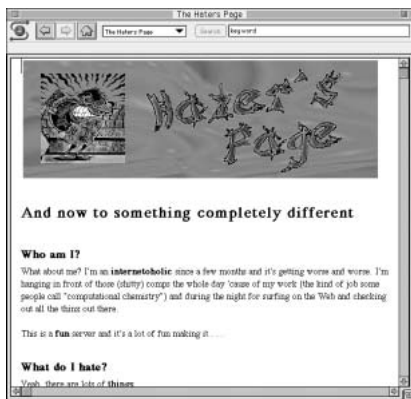 The Haters Page
The Haters Page
Search
keyword
Hater's
Page
And now to something completely different
Who am I?
What about me? I'm an internetoholic since a few months and it's getting worse and worse. I'm
hanging in front of those (shitty) comps the whole day 'cause of my work (the kind of job some
people call "computational chemistry") and during the night for surfing on the Web and checking
out all the thinx out there.
This is a fun server and it's a lot of fun making it . . . .
What do I hate?
Yeah, there are lots of things